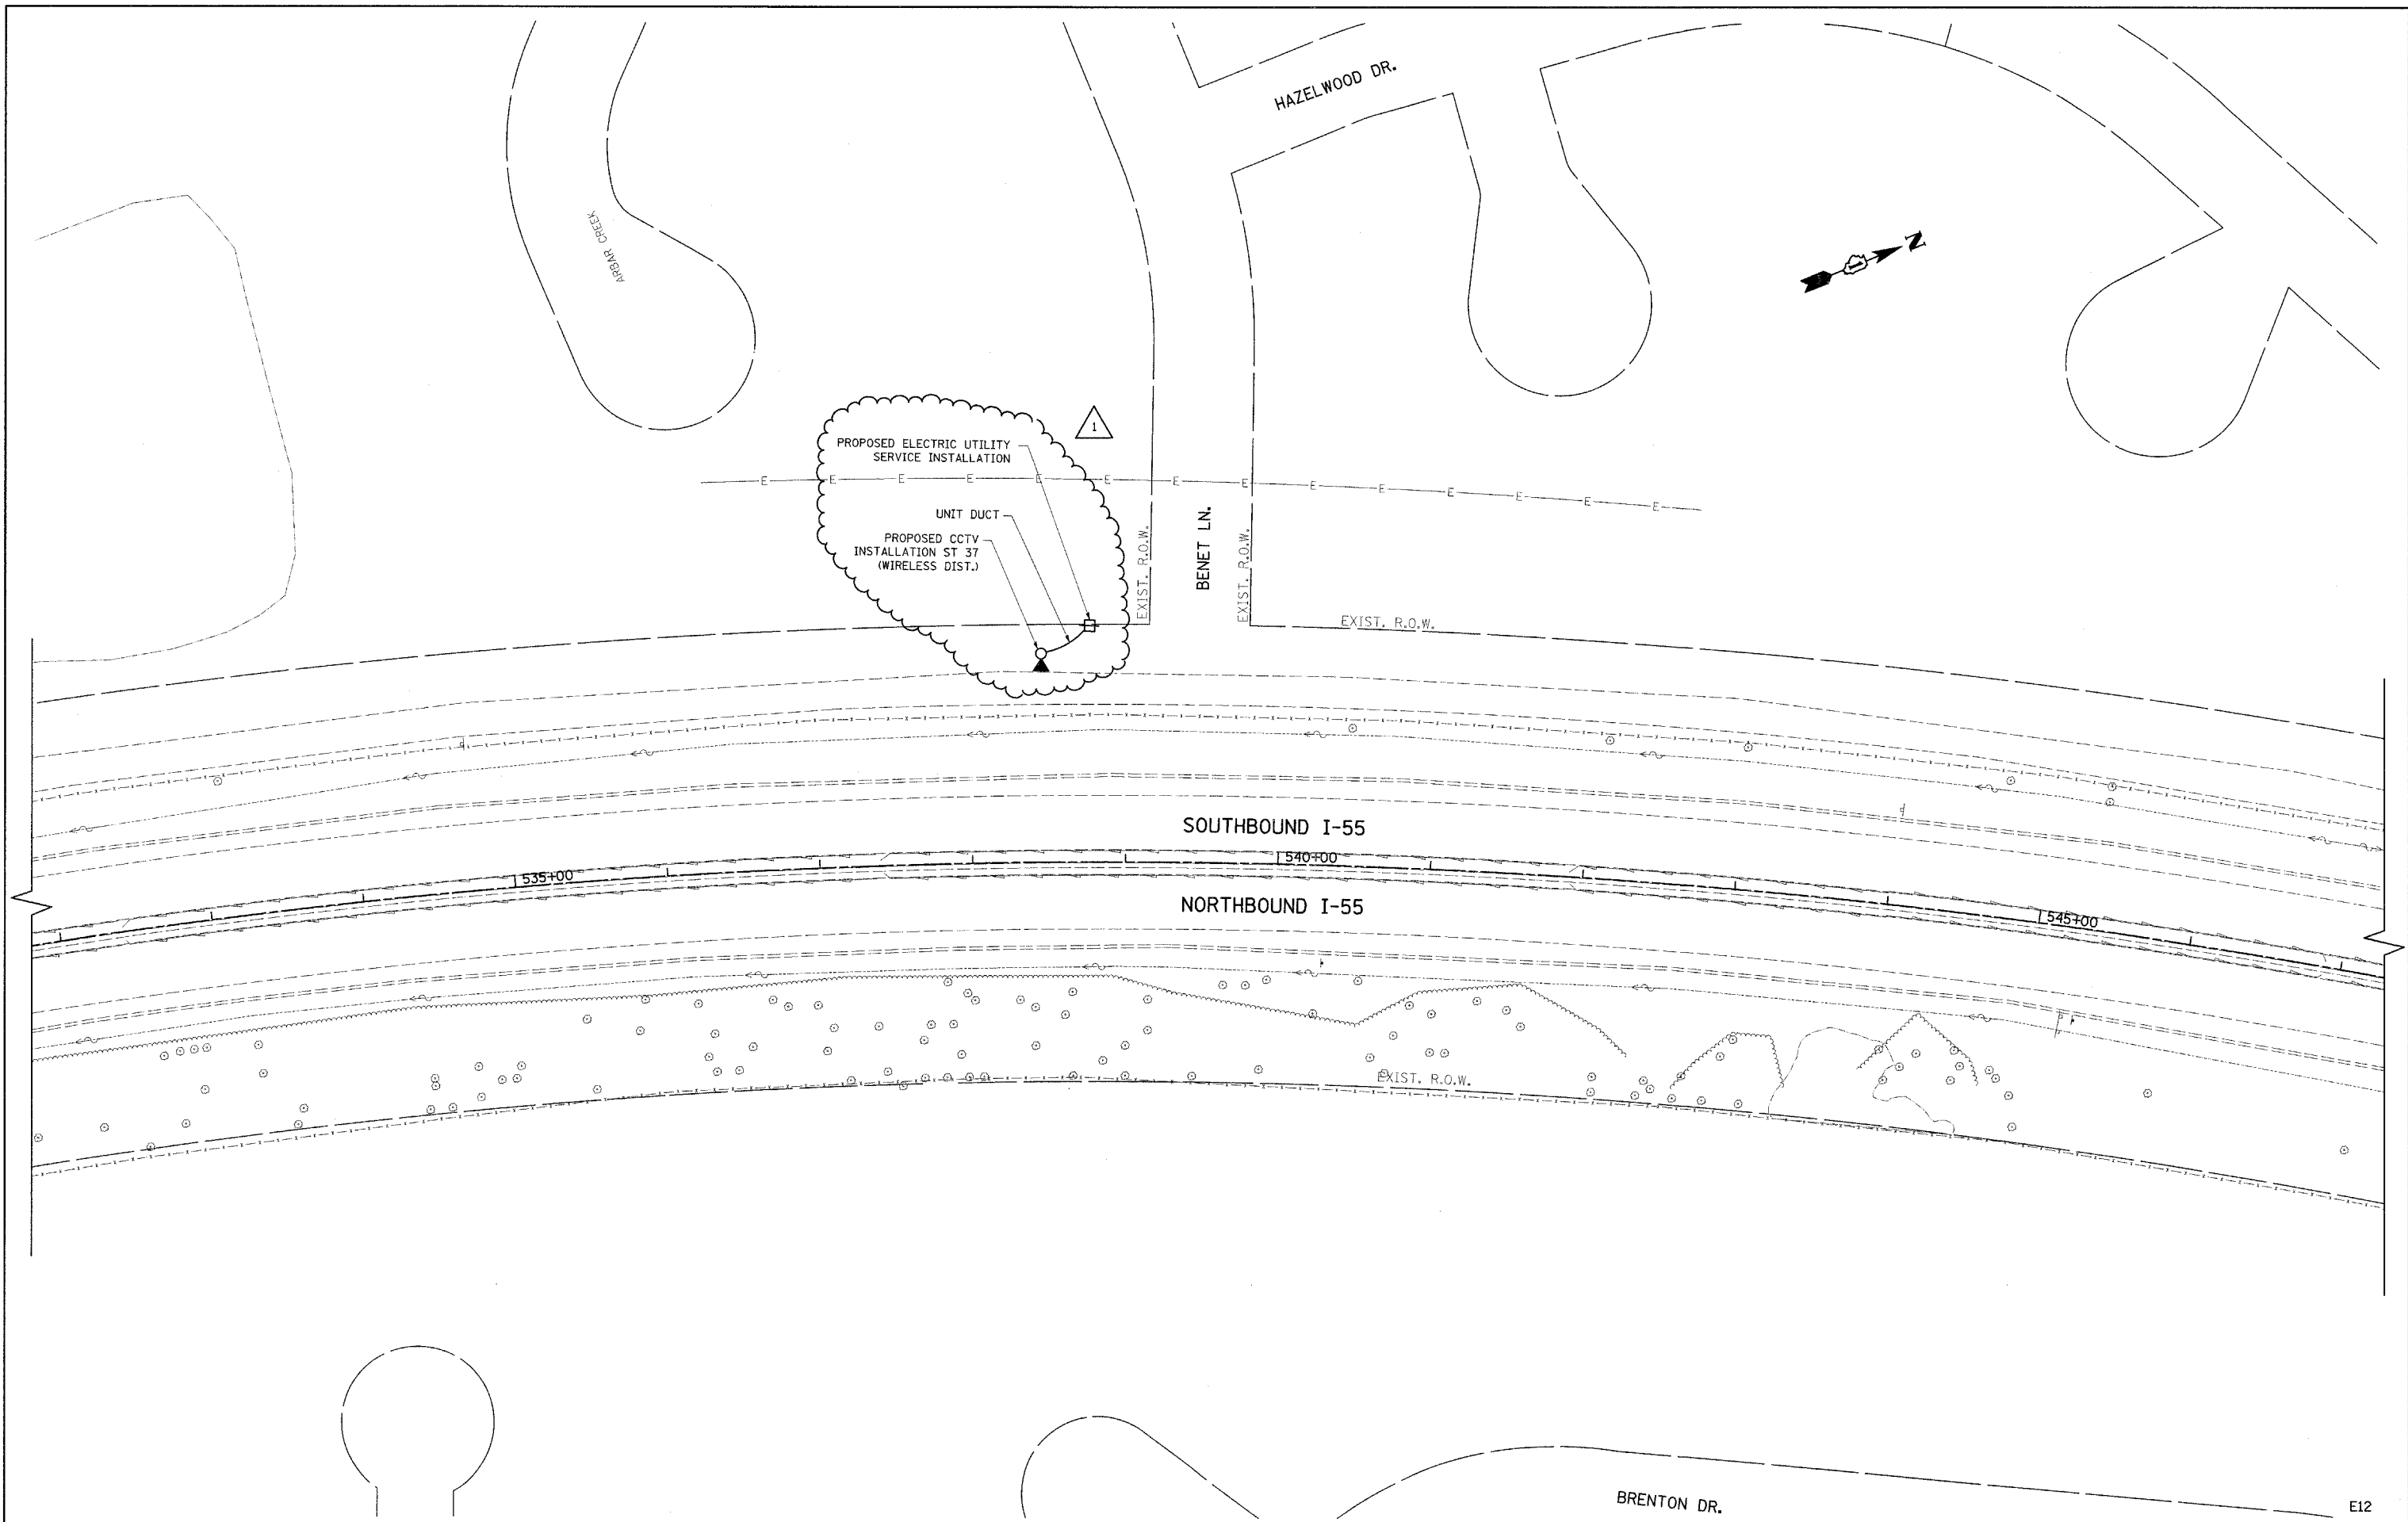 HAZELWOOD DR.
ARBAR CREEK
N
1
PROPOSED ELECTRIC UTILITY
SERVICE INSTALLATION
E E E E E E E E E E E E E E
UNIT DUCT
PROPOSED CCTV
INSTALLATION ST 37
(WIRELESS DIST.)
EXIST. R.O.W.
BENET LN.
EXIST. R.O.W.
EXIST. R.O.W.
SOUTHBOUND I-55
535+00
540+00
545+00
NORTHBOUND I-55
EXIST. R.O.W.
BRENTON DR.
E12